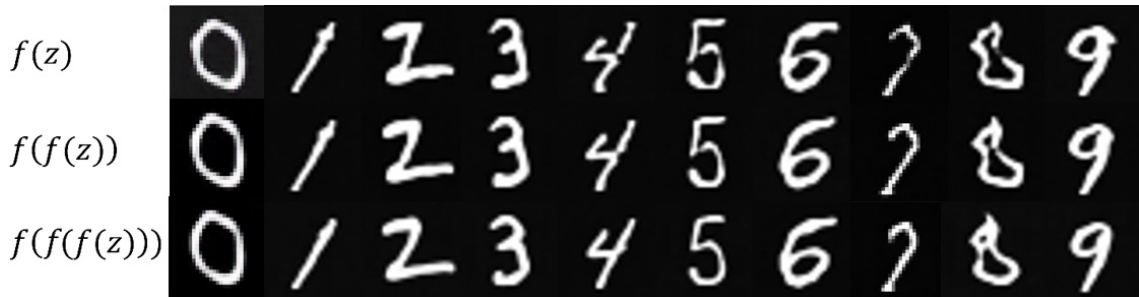 f(z) 0 1 2 3 4 5 6 7 8 9
f(f(z)) 0 1 2 3 4 5 6 7 8 9
f(f(f(z))) 0 1 2 3 4 5 6 7 8 9